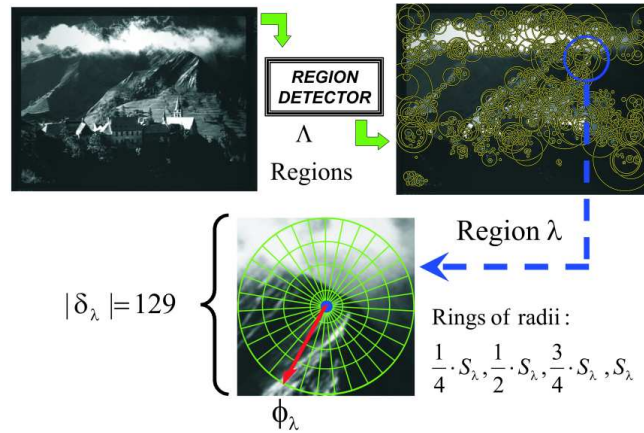 REGION
DETECTOR
Λ
Regions
Region λ
| δ_λ |= 129
Rings of radii :
1/4 · S_λ , 1/2 · S_λ , 3/4 · S_λ , S_λ
ϕ_λ